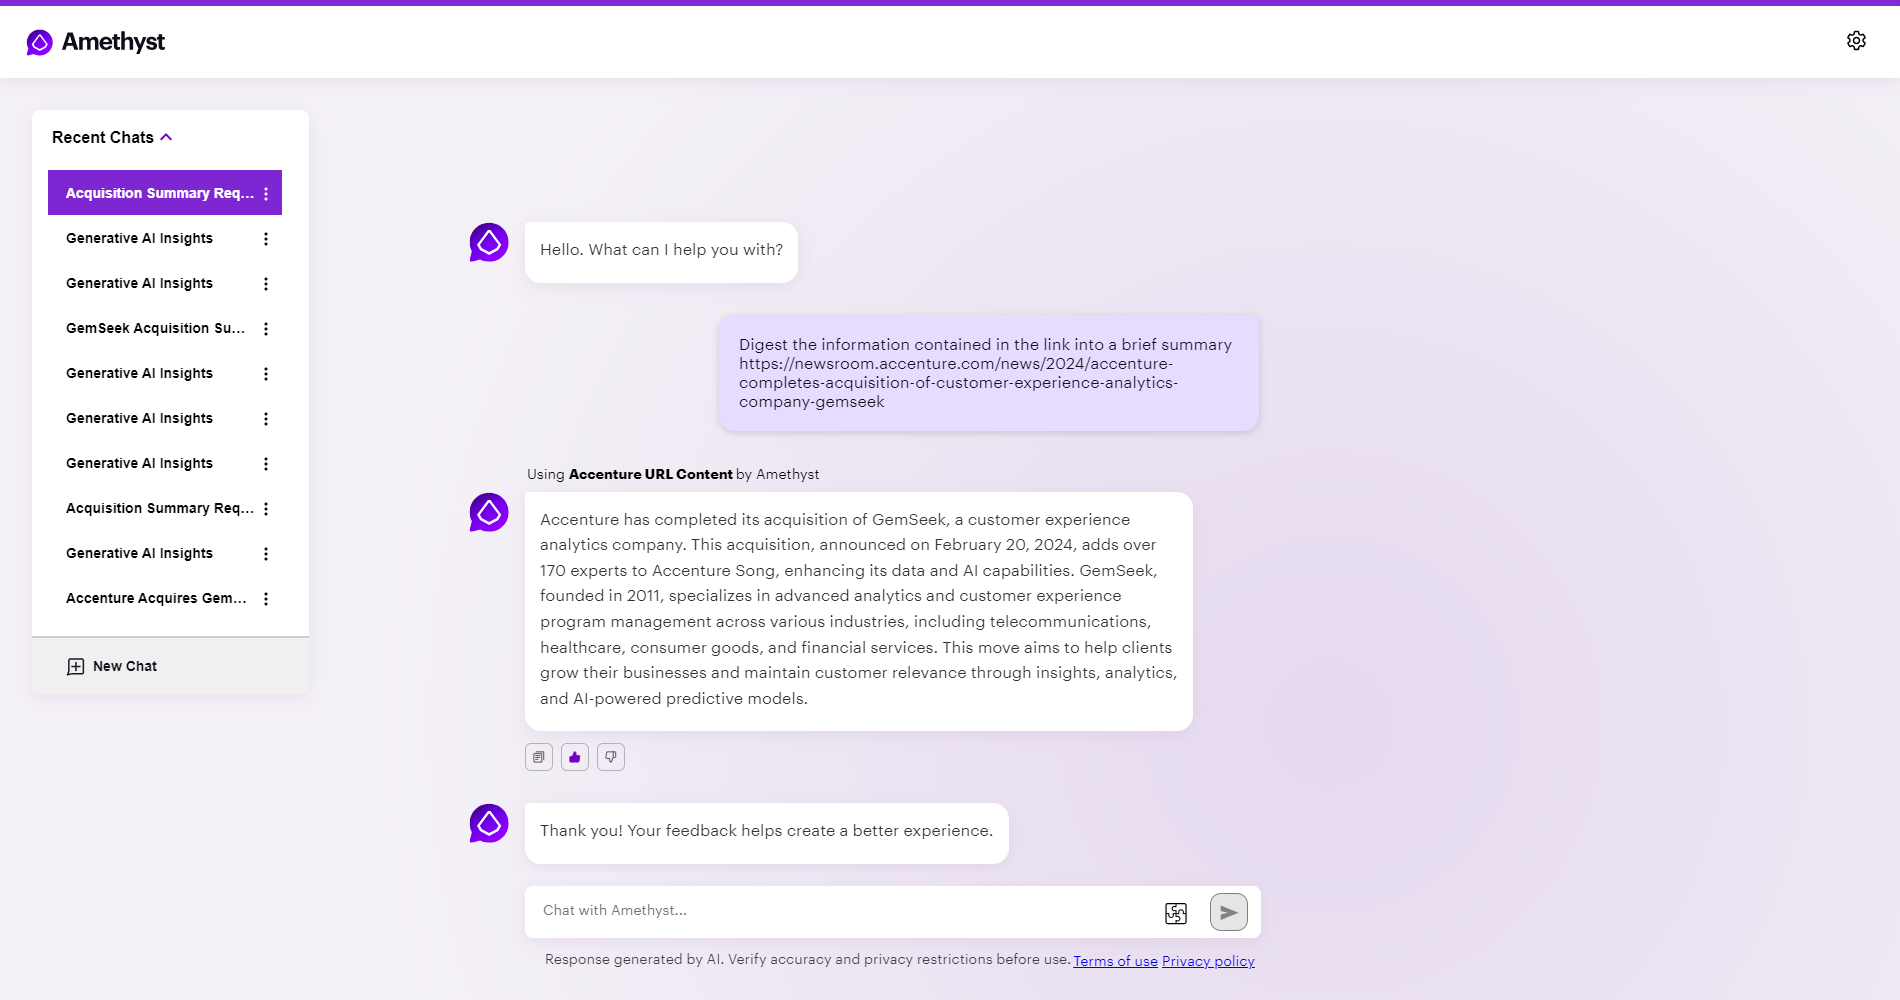 Amethyst
Recent Chats
Acquisition Summary Req...
Generative AI Insights
Generative AI Insights
GemSeek Acquisition Su...
Generative AI Insights
Generative AI Insights
Generative AI Insights
Acquisition Summary Req...
Generative AI Insights
Accenture Acquires Gem...
New Chat
Hello. What can I help you with?
Digest the information contained in the link into a brief summary
https://newsroom.accenture.com/news/2024/accenture-
completes-acquisition-of-customer-experience-analytics-
company-gemseek
Using Accenture URL Content by Amethyst
Accenture has completed its acquisition of GemSeek, a customer experience
analytics company. This acquisition, announced on February 20, 2024, adds over
170 experts to Accenture Song, enhancing its data and AI capabilities. GemSeek,
founded in 2011, specializes in advanced analytics and customer experience
program management across various industries, including telecommunications,
healthcare, consumer goods, and financial services. This move aims to help clients
grow their businesses and maintain customer relevance through insights, analytics,
and AI-powered predictive models.
Thank you! Your feedback helps create a better experience.
Chat with Amethyst...
Response generated by AI. Verify accuracy and privacy restrictions before use. Terms of use Privacy policy